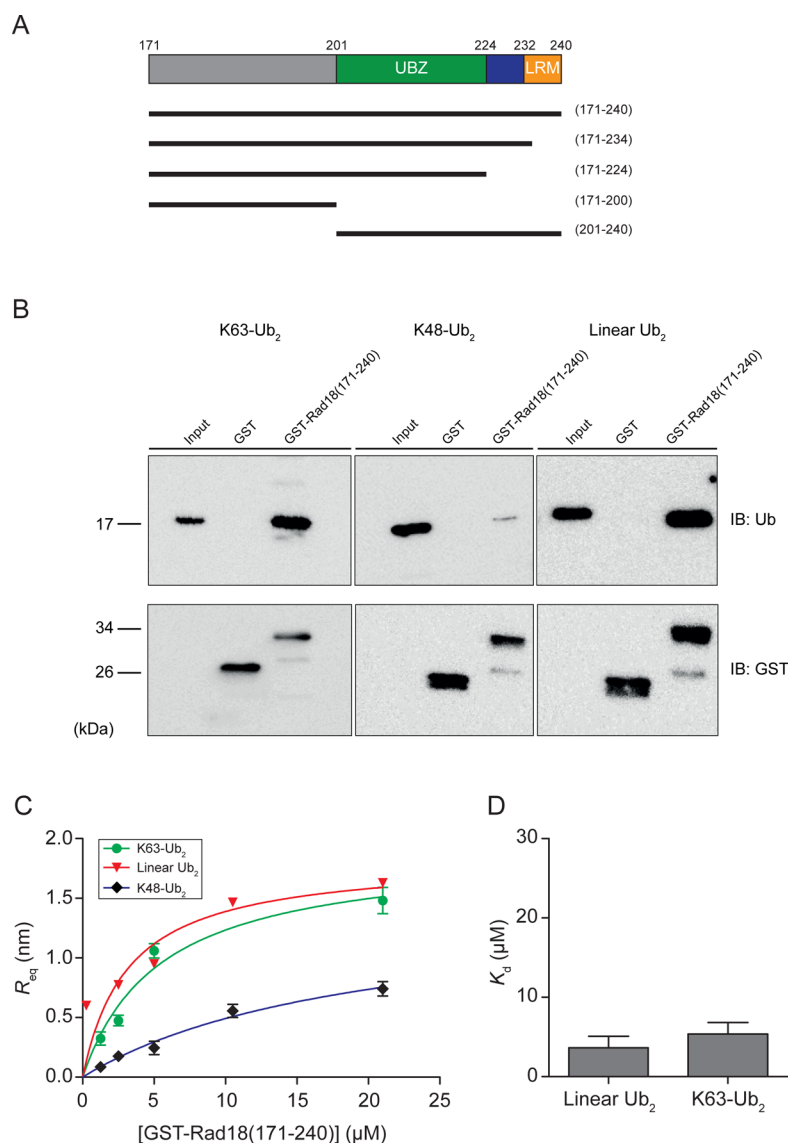 A
171 201 224 232 240
UBZ LRM
(171-240)
(171-234)
(171-224)
(171-200)
(201-240)
B
K63-Ub2 K48-Ub2 Linear Ub2
Input GST GST-Rad18(171-240) Input GST GST-Rad18(171-240) Input GST GST-Rad18(171-240)
17 IB: Ub
34
26 IB: GST
(kDa)
C
2.0
1.5
1.0
0.5
0.0
Req (nm)
K63-Ub2
Linear Ub2
K48-Ub2
0 5 10 15 20 25
[GST-Rad18(171-240)] (µM)
D
30
20
10
0
Kd (µM)
Linear Ub2 K63-Ub2